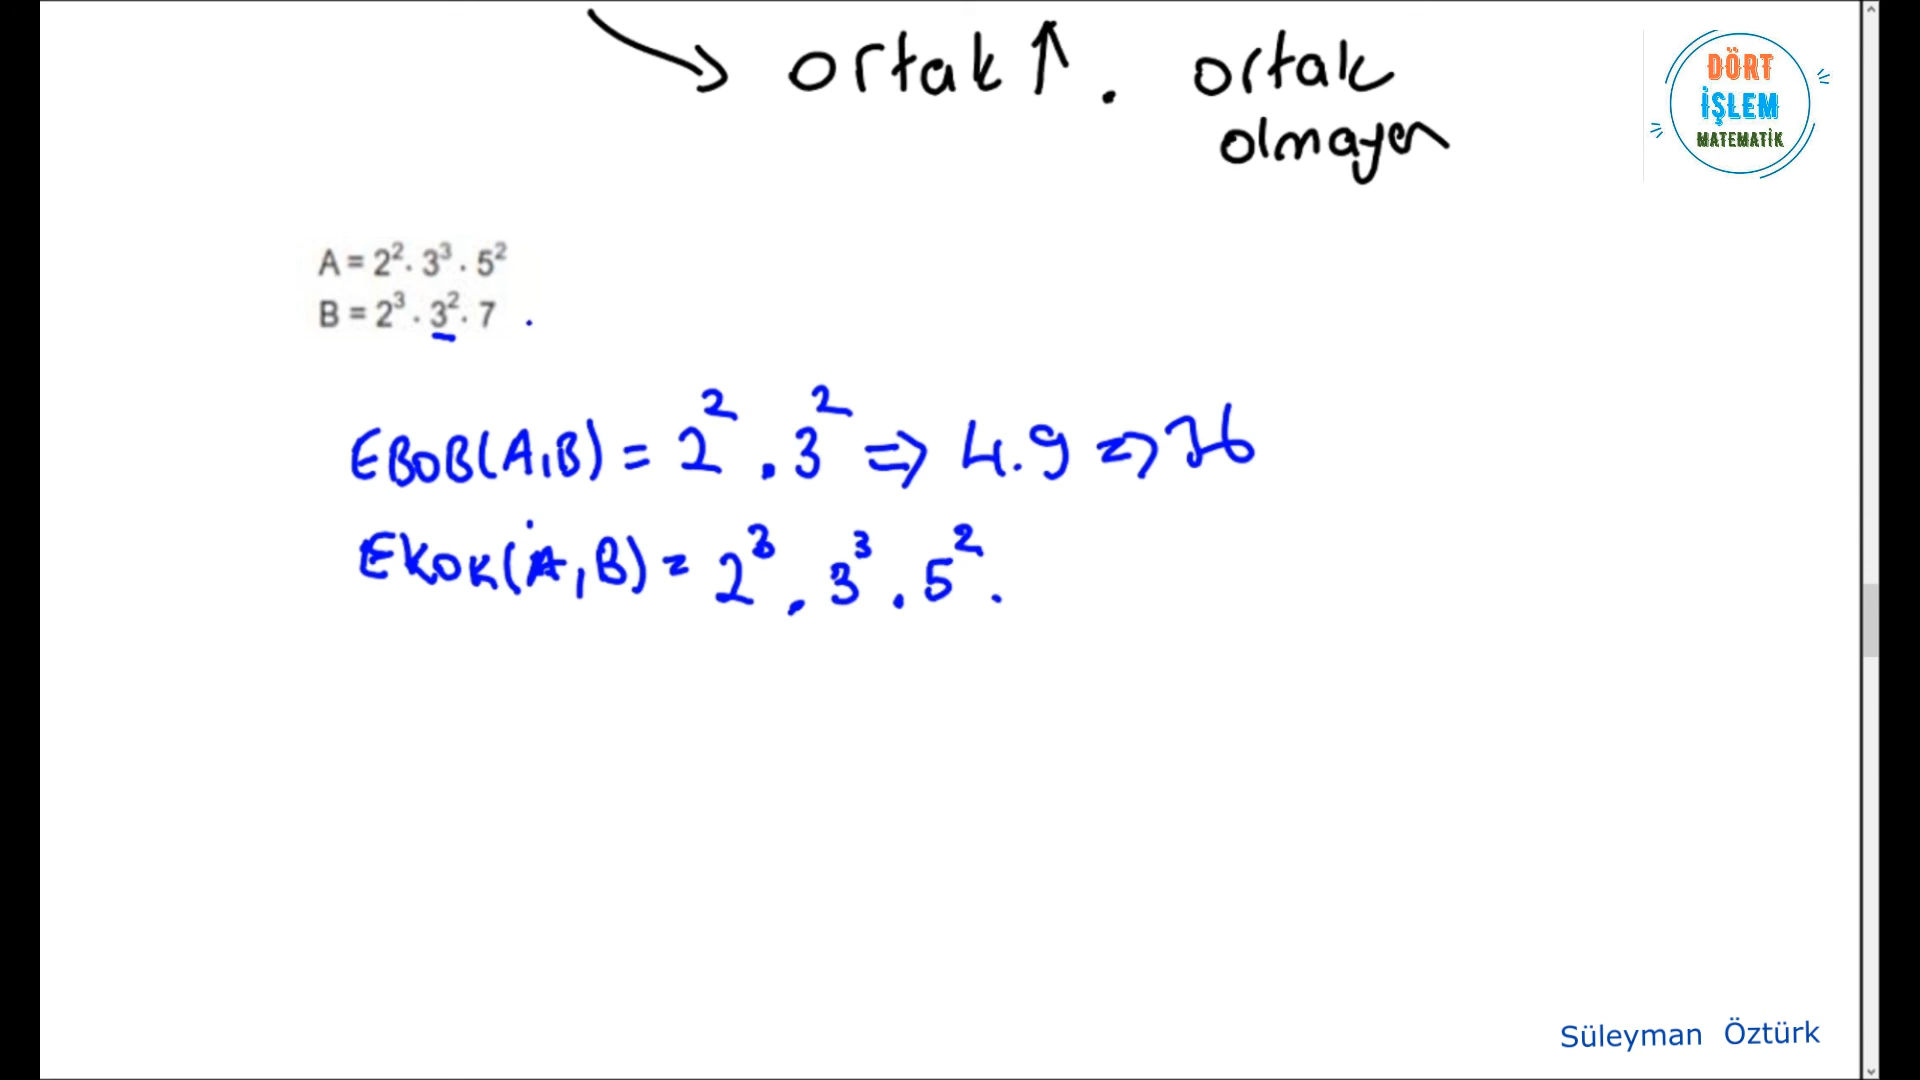 ortak ↑ . ortak
olmayan
DÖRT
İŞLEM
MATEMATİK
A = 2² . 3³ . 5²
B = 2³ . 3² . 7 .
EBOB(A,B) = 2² . 3² => 4.9 => 36
EKOK(A,B) = 2³ . 3³ . 5² .
Süleyman Öztürk